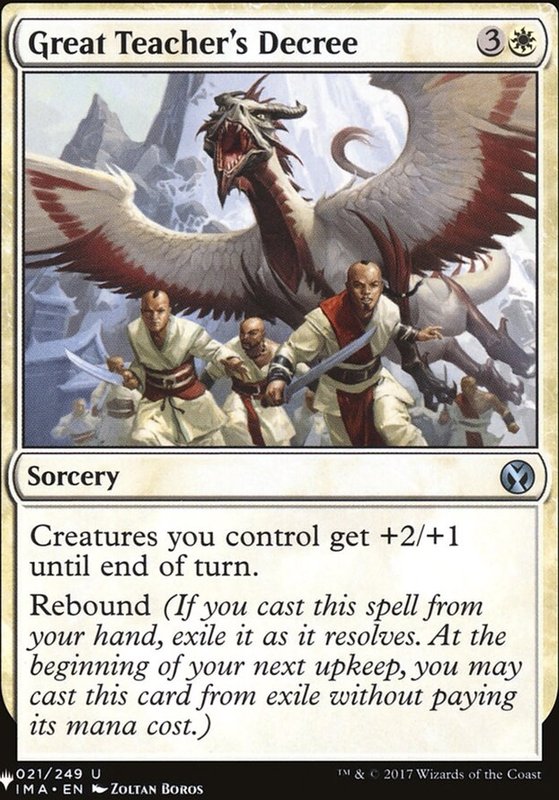 Great Teacher's Decree 3
Sorcery
Creatures you control get +2/+1
until end of turn.
Rebound (If you cast this spell from
your hand, exile it as it resolves. At the
beginning of your next upkeep, you may
cast this card from exile without paying
its mana cost.)
021/249 U
IMA • EN Zoltan Boros
™ & © 2017 Wizards of the Coast